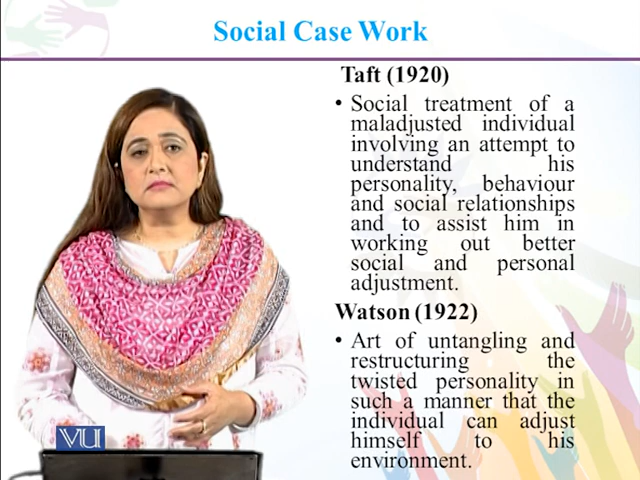 Social Case Work
Taft (1920)
• Social treatment of a
maladjusted individual
involving an attempt to
understand his
personality, behaviour
and social relationships
and to assist him in
working out better
social and personal
adjustment.
Watson (1922)
• Art of untangling and
restructuring the
twisted personality in
such a manner that the
individual can adjust
himself to his
environment.
VU